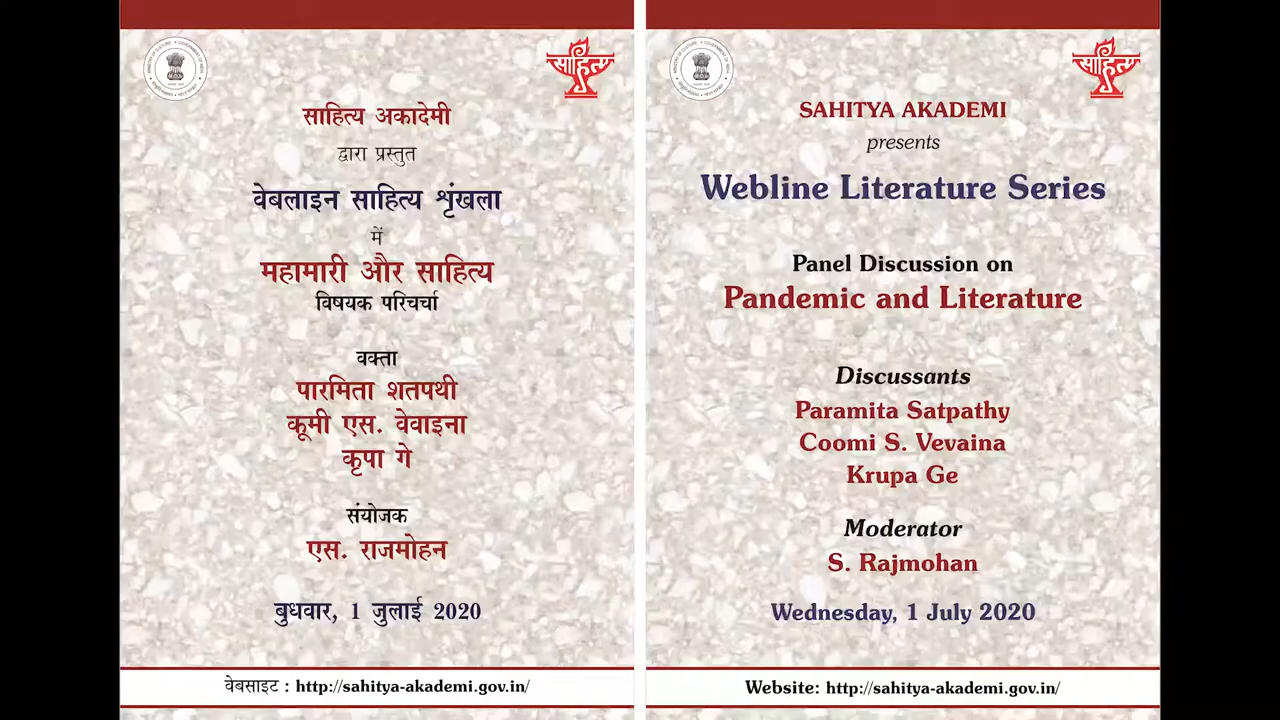 साहित्य
साहित्य अकादेमी
द्वारा प्रस्तुत
वेबलाइन साहित्य शृंखला
में
महामारी और साहित्य
विषयक परिचर्चा
वक्ता
पारमिता शतपथी
कूमी एस. वेवाइना
कृपा गे
संयोजक
एस. राजमोहन
बुधवार, 1 जुलाई 2020
वेबसाइट : http://sahitya-akademi.gov.in/
साहित्य
SAHITYA AKADEMI
presents
Webline Literature Series
Panel Discussion on
Pandemic and Literature
Discussants
Paramita Satpathy
Coomi S. Vevaina
Krupa Ge
Moderator
S. Rajmohan
Wednesday, 1 July 2020
Website: http://sahitya-akademi.gov.in/